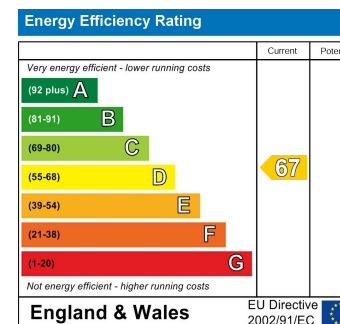 Energy Efficiency Rating
Current Poten
Very energy efficient - lower running costs
(92 plus) A
(81-91) B
(69-80) C
(55-68) D
67
(39-54) E
(21-38) F
(1-20) G
Not energy efficient - higher running costs
England & Wales
EU Directive
2002/91/EC